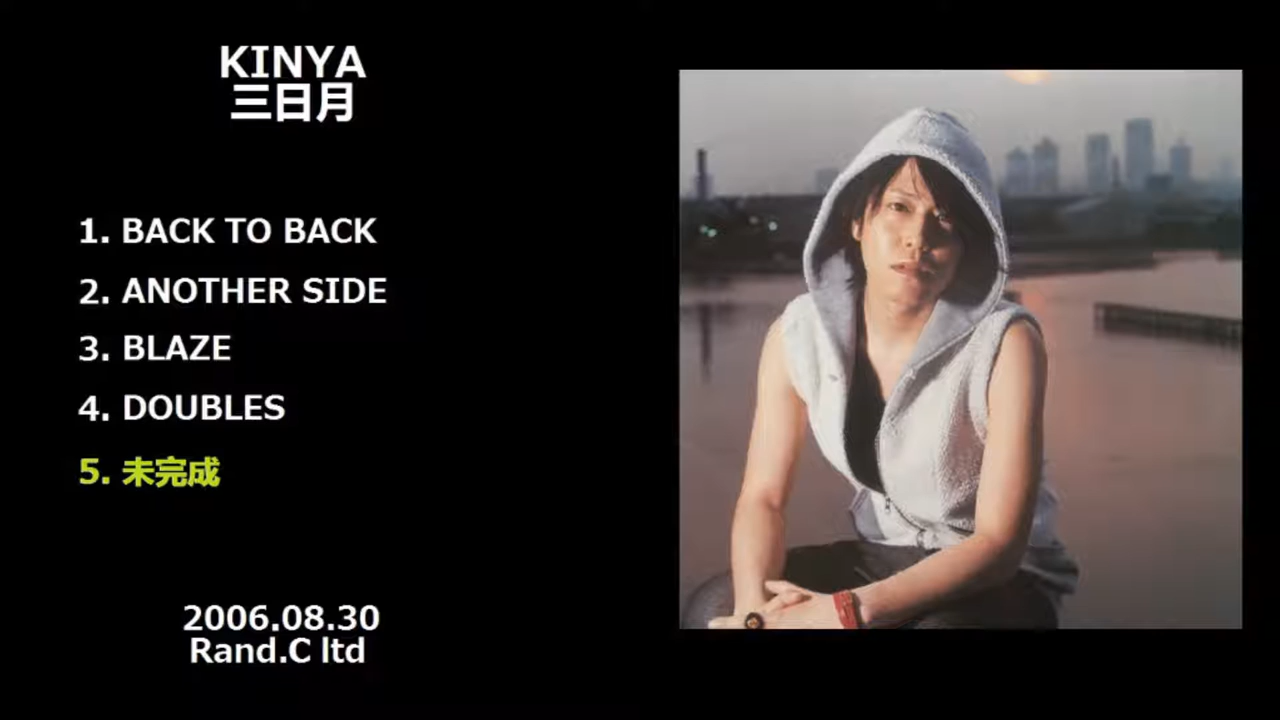 KINYA
三日月
1. BACK TO BACK
2. ANOTHER SIDE
3. BLAZE
4. DOUBLES
5. 未完成
2006.08.30
Rand.C ltd